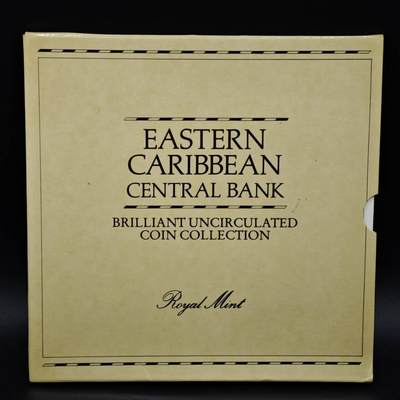 EASTERN
CARIBBEAN
CENTRAL BANK
BRILLIANT UNCIRCULATED
COIN COLLECTION
Royal Mint